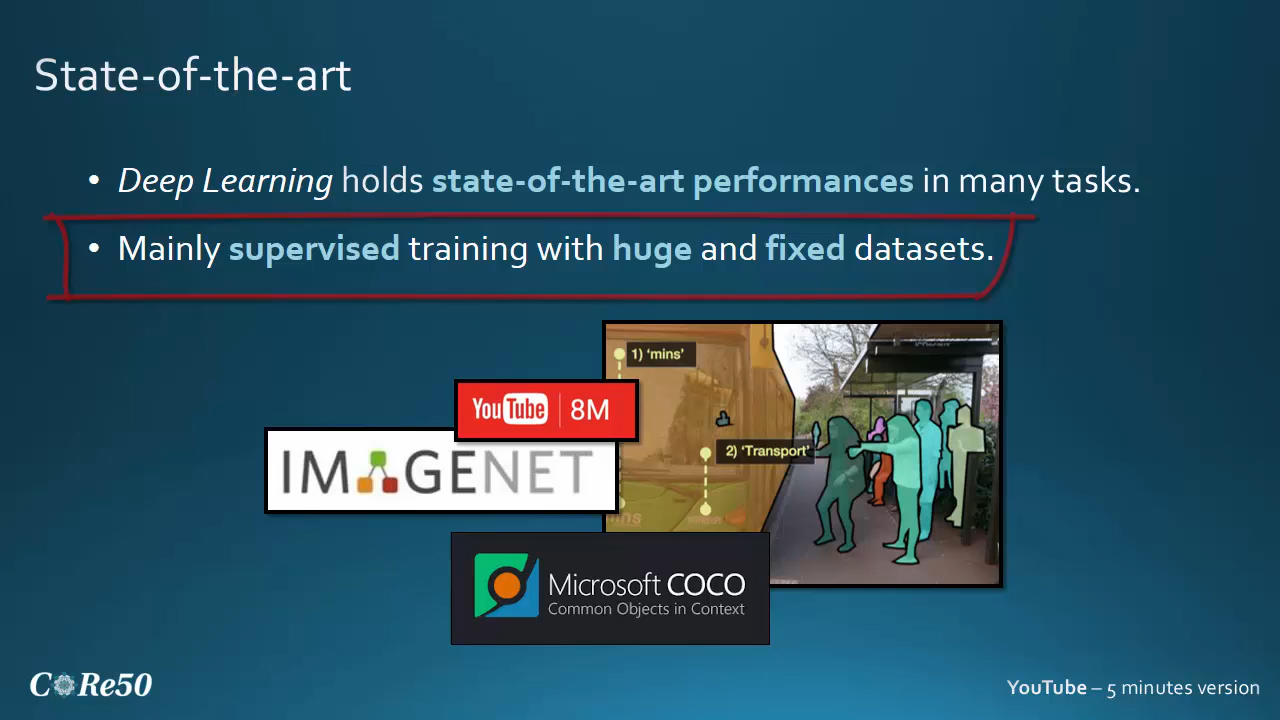 State-of-the-art
• Deep Learning holds state-of-the-art performances in many tasks.
• Mainly supervised training with huge and fixed datasets.
1) ‘mins’
YouTube | 8M
2) ‘Transport’
IMAGENET
Microsoft COCO
Common Objects in Context
CORe50
YouTube – 5 minutes version